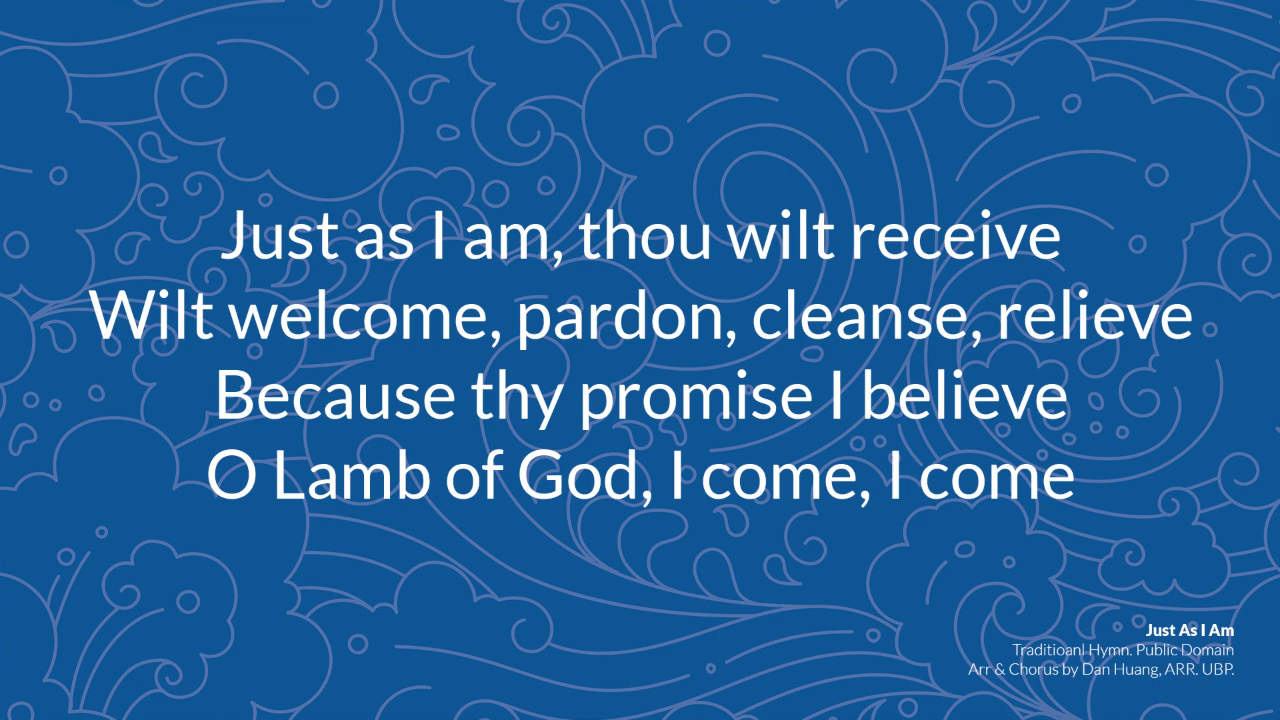 Just as I am, thou wilt receive
Wilt welcome, pardon, cleanse, relieve
Because thy promise I believe
O Lamb of God, I come, I come
Just As I Am
Traditioanl Hymn. Public Domain
Arr & Chorus by Dan Huang, ARR. UBP.